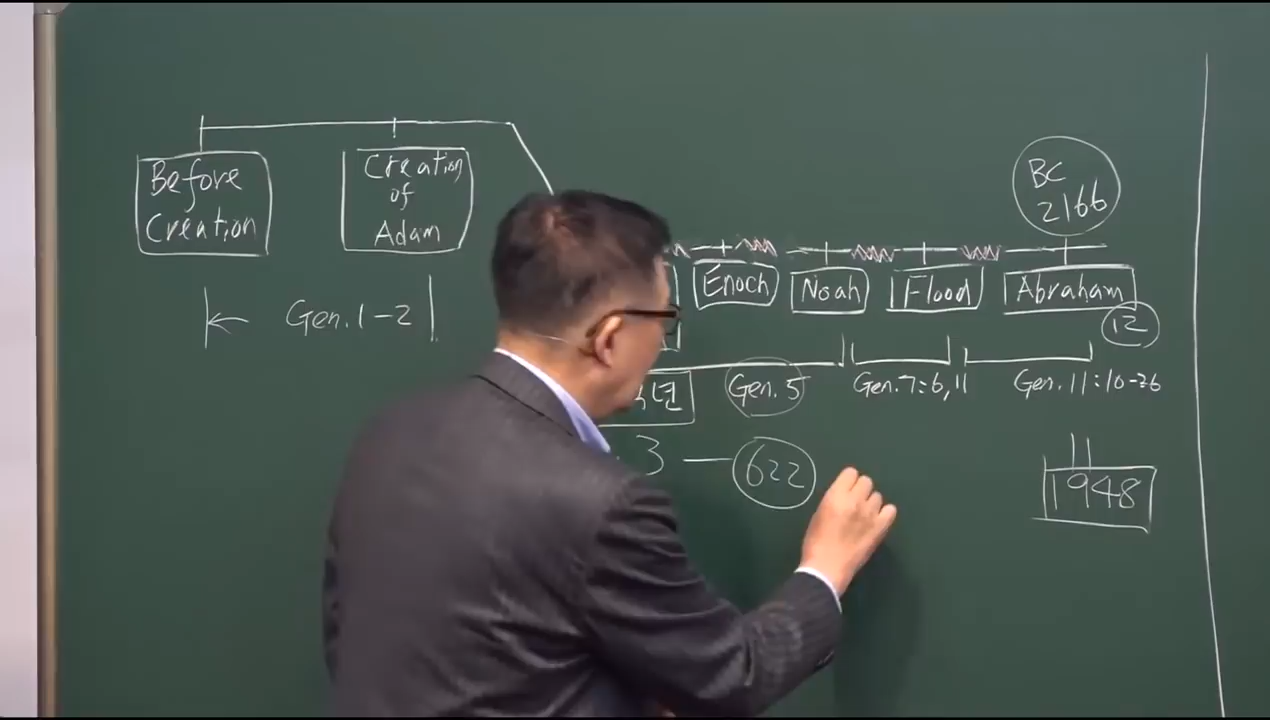 Before
Creation
Creation
of
Adam
BC
2166
Enoch
Noah
Flood
Abraham
12
Gen. 1-2
년
Gen. 5
Gen. 7:6, 11
Gen. 11:10-26
3 — 622
1948